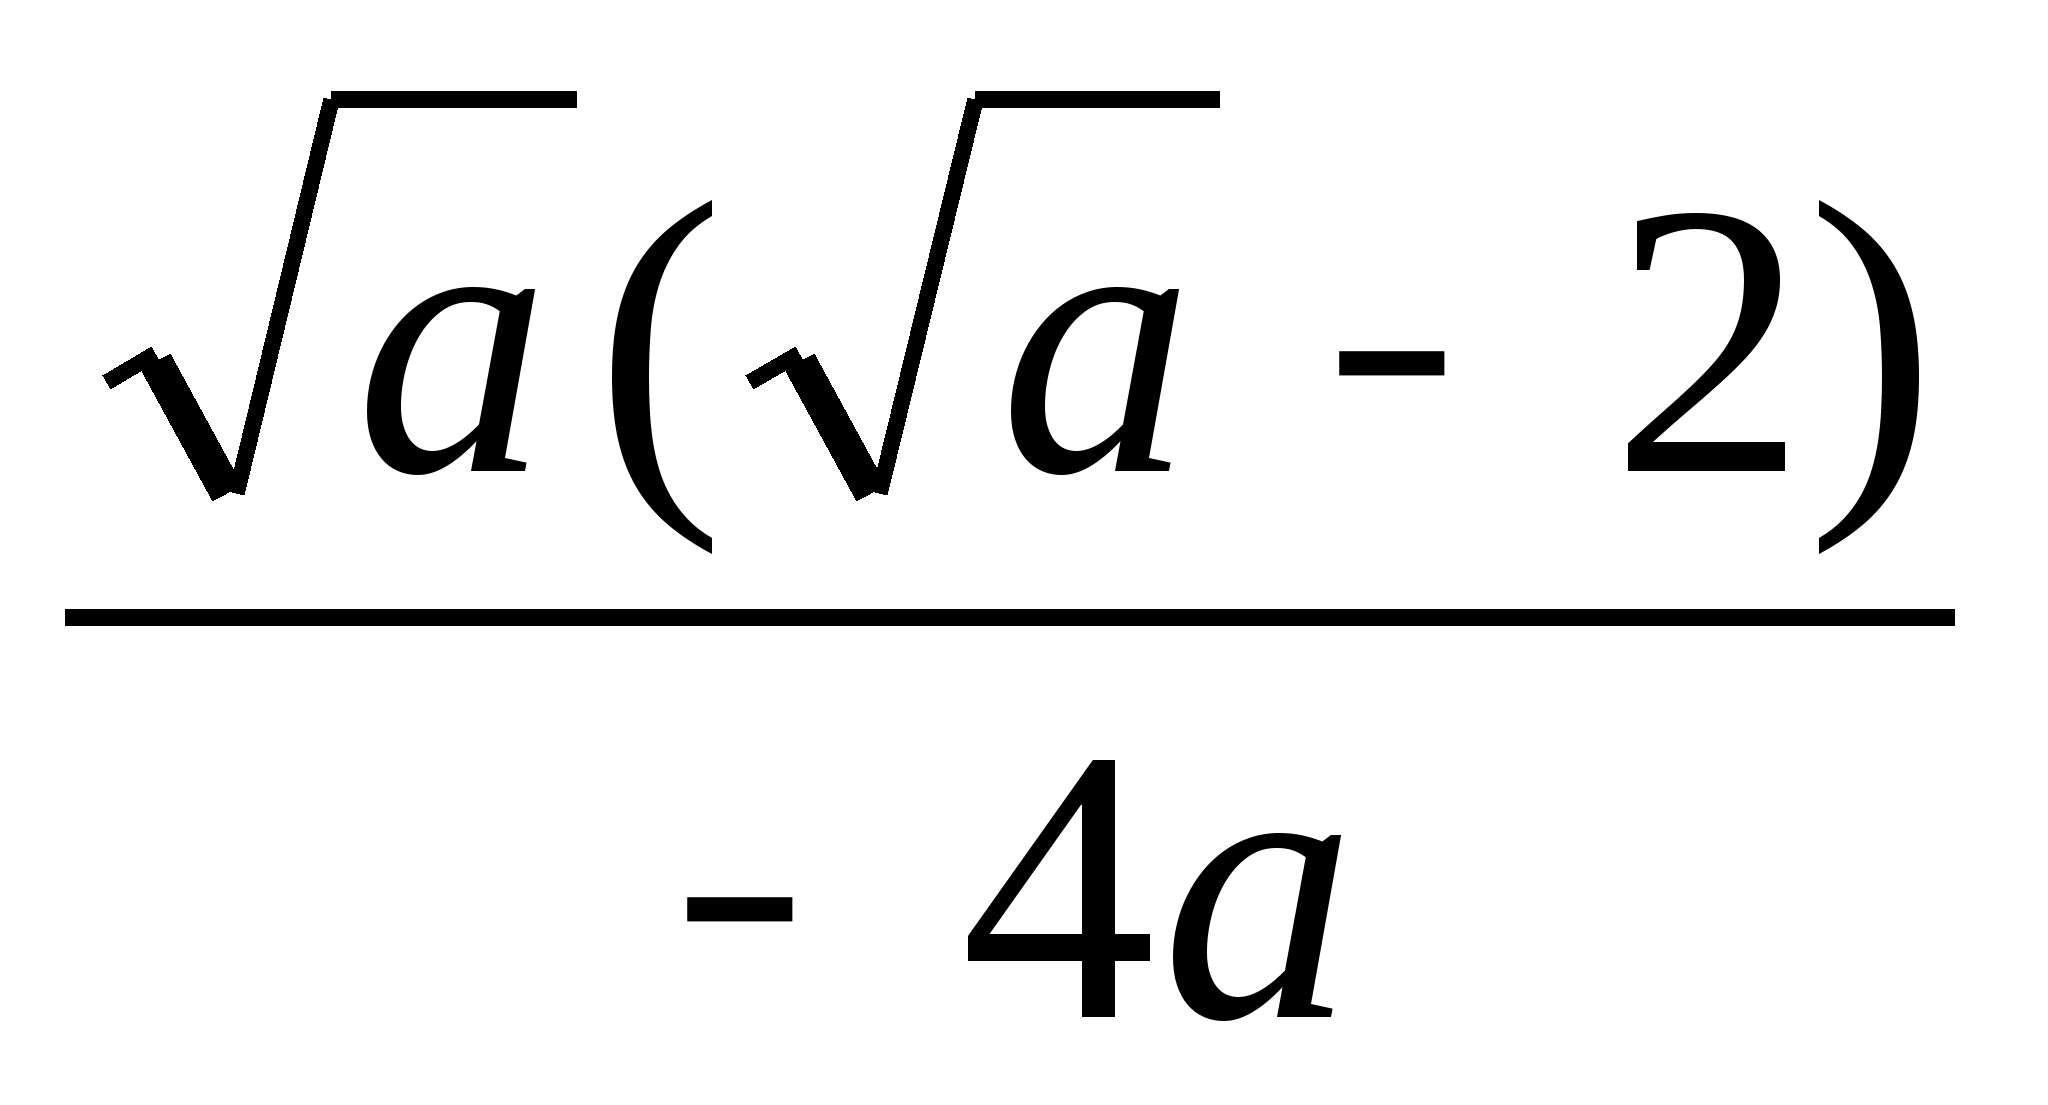 √a(√a - 2)
- 4a